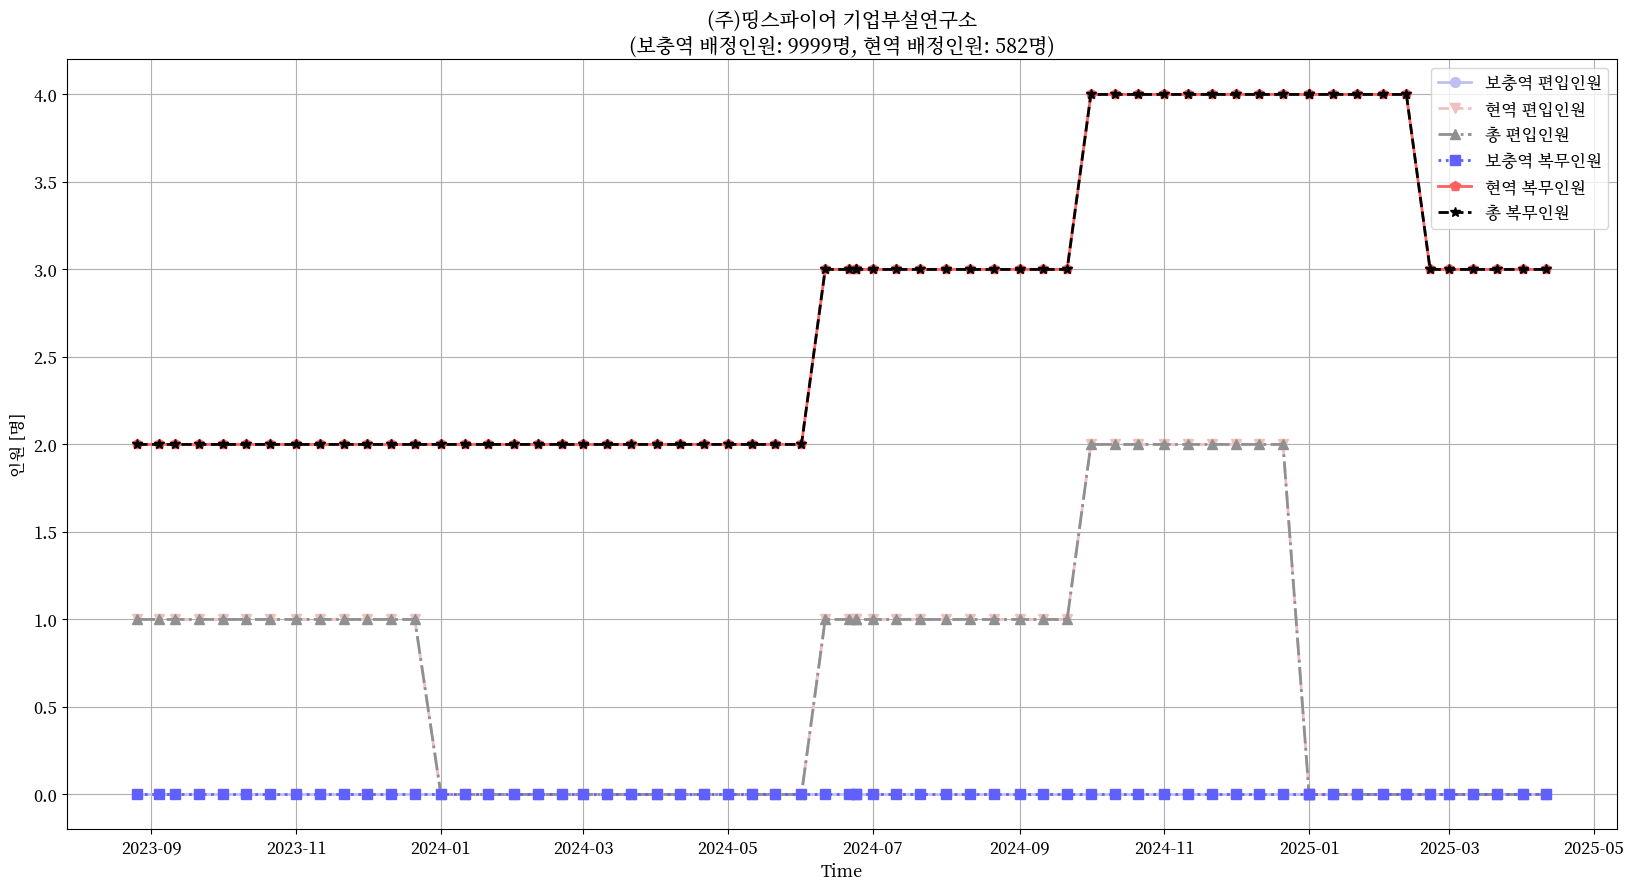 (주)띵스파이어 기업부설연구소
(보충역 배정인원: 9999명, 현역 배정인원: 582명)
보충역 편입인원
현역 편입인원
총 편입인원
보충역 복무인원
현역 복무인원
총 복무인원
4.0
3.5
3.0
2.5
2.0
1.5
1.0
0.5
0.0
인원 [명]
2023-09 2023-11 2024-01 2024-03 2024-05 2024-07 2024-09 2024-11 2025-01 2025-03 2025-05
Time